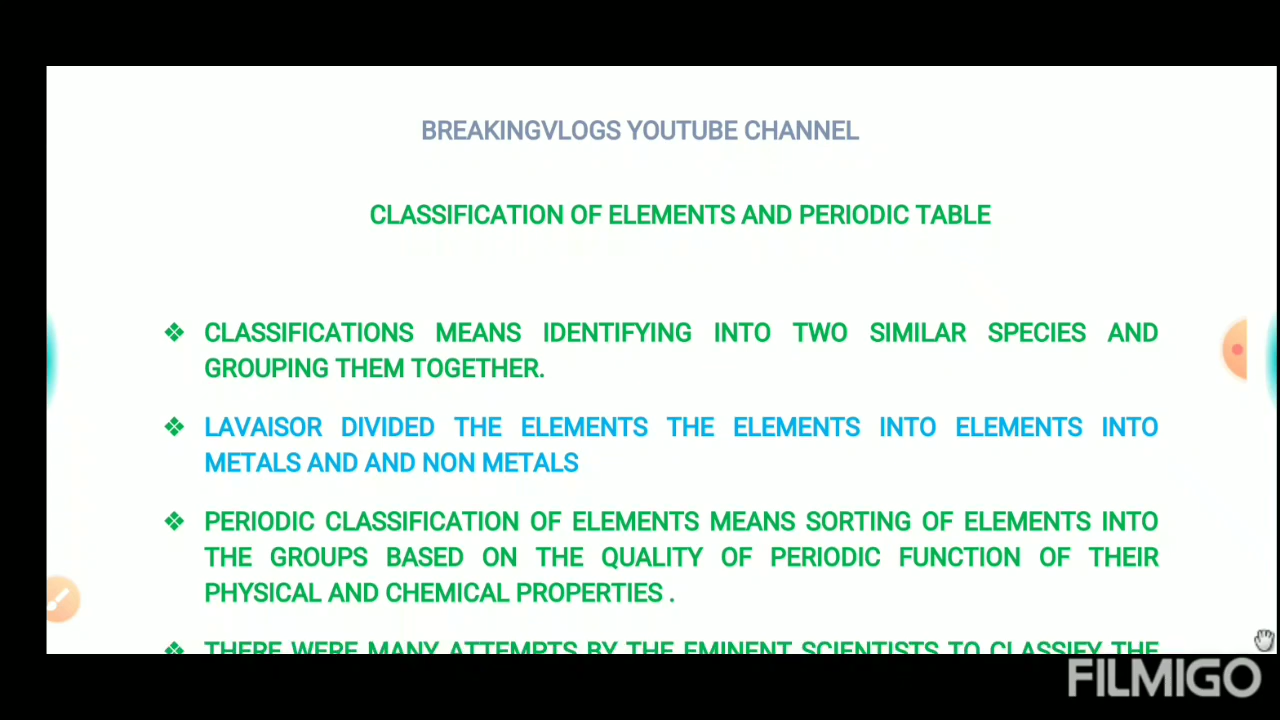 BREAKINGVLOGS YOUTUBE CHANNEL
CLASSIFICATION OF ELEMENTS AND PERIODIC TABLE
❖ CLASSIFICATIONS MEANS IDENTIFYING INTO TWO SIMILAR SPECIES AND
GROUPING THEM TOGETHER.
❖ LAVAISOR DIVIDED THE ELEMENTS THE ELEMENTS INTO ELEMENTS INTO
METALS AND AND NON METALS
❖ PERIODIC CLASSIFICATION OF ELEMENTS MEANS SORTING OF ELEMENTS INTO
THE GROUPS BASED ON THE QUALITY OF PERIODIC FUNCTION OF THEIR
PHYSICAL AND CHEMICAL PROPERTIES .
❖ THERE WERE MANY ATTEMPTS BY THE EMINENT SCIENTISTS TO CLASSIFY THE
FILMIGO